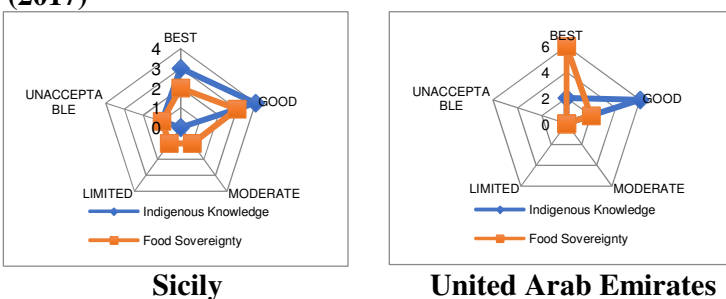 (2017)
BEST
4
3
2
1
0
GOOD
MODERATE
LIMITED
UNACCEPTA
BLE
Indigenous Knowledge
Food Sovereignty
Sicily
BEST
6
4
2
0
GOOD
MODERATE
LIMITED
UNACCEPTA
BLE
Indigenous Knowledge
Food Sovereignty
United Arab Emirates